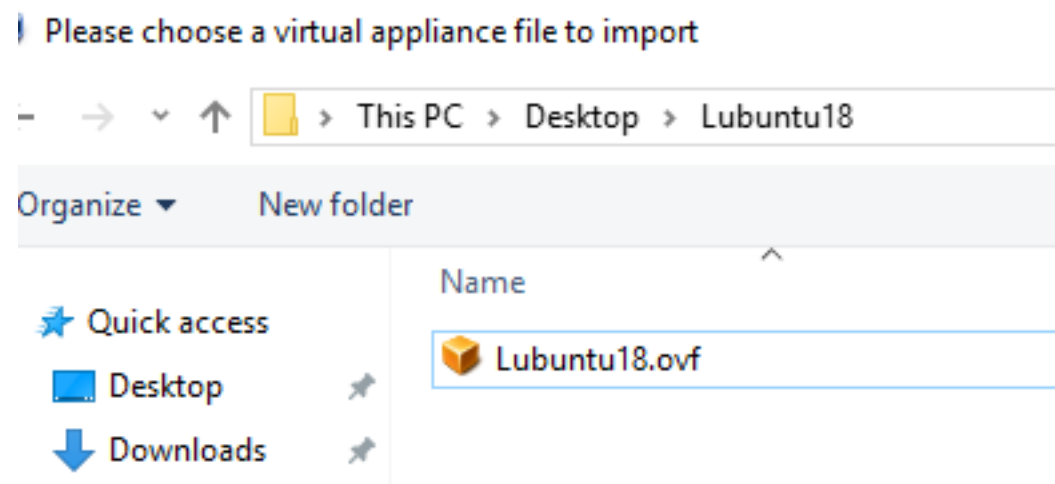 Please choose a virtual appliance file to import
This PC > Desktop > Lubuntu18
Organize New folder
Name
Quick access
Lubuntu18.ovf
Desktop
Downloads